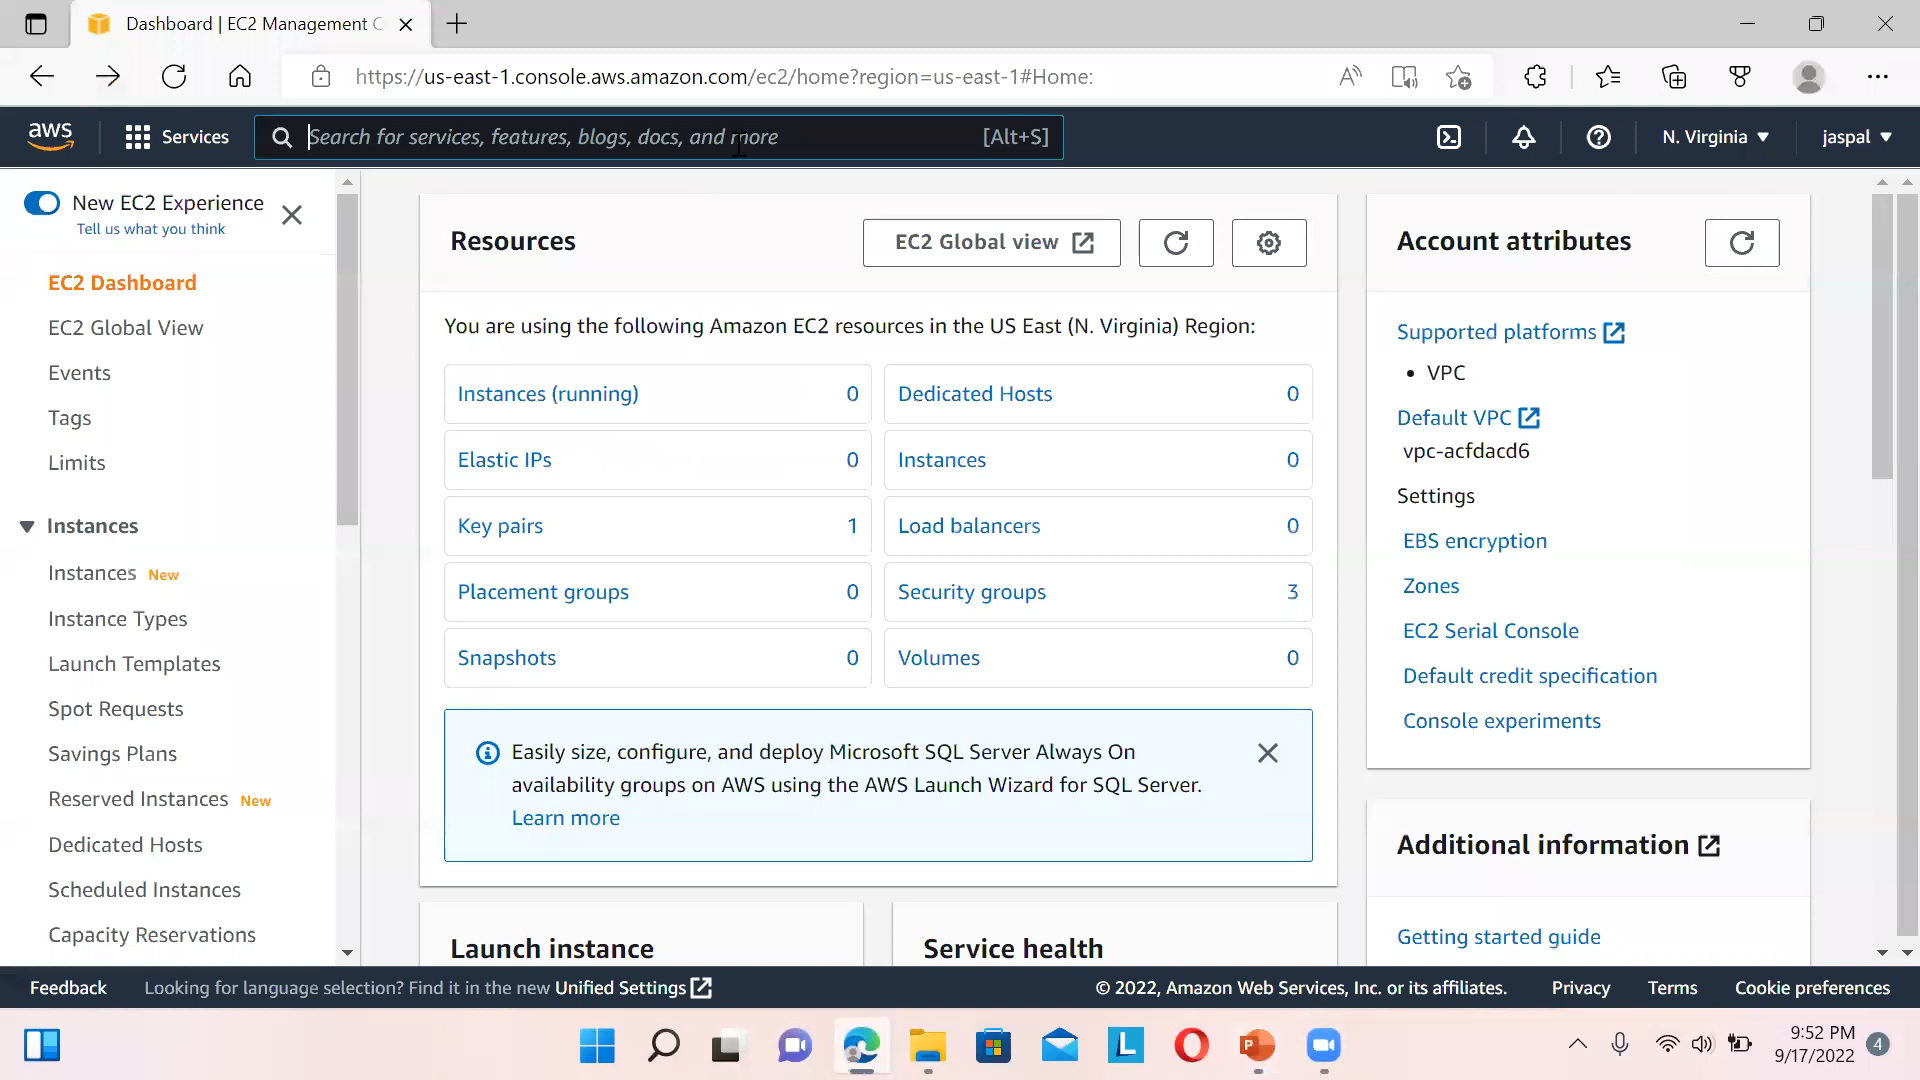 Dashboard | EC2 Management C
https://us-east-1.console.aws.amazon.com/ec2/home?region=us-east-1#Home:
aws
Services
Search for services, features, blogs, docs, and more
[Alt+S]
N. Virginia
jaspal
New EC2 Experience
Tell us what you think
EC2 Dashboard
EC2 Global View
Events
Tags
Limits
Instances
Instances New
Instance Types
Launch Templates
Spot Requests
Savings Plans
Reserved Instances New
Dedicated Hosts
Scheduled Instances
Capacity Reservations
Resources
EC2 Global view
You are using the following Amazon EC2 resources in the US East (N. Virginia) Region:
Instances (running) 0
Dedicated Hosts 0
Elastic IPs 0
Instances 0
Key pairs 1
Load balancers 0
Placement groups 0
Security groups 3
Snapshots 0
Volumes 0
Easily size, configure, and deploy Microsoft SQL Server Always On
availability groups on AWS using the AWS Launch Wizard for SQL Server.
Learn more
Launch instance
Service health
Account attributes
Supported platforms
• VPC
Default VPC
vpc-acfdacd6
Settings
EBS encryption
Zones
EC2 Serial Console
Default credit specification
Console experiments
Additional information
Getting started guide
Feedback
Looking for language selection? Find it in the new Unified Settings
© 2022, Amazon Web Services, Inc. or its affiliates.
Privacy
Terms
Cookie preferences
L
P
9:52 PM
9/17/2022
4